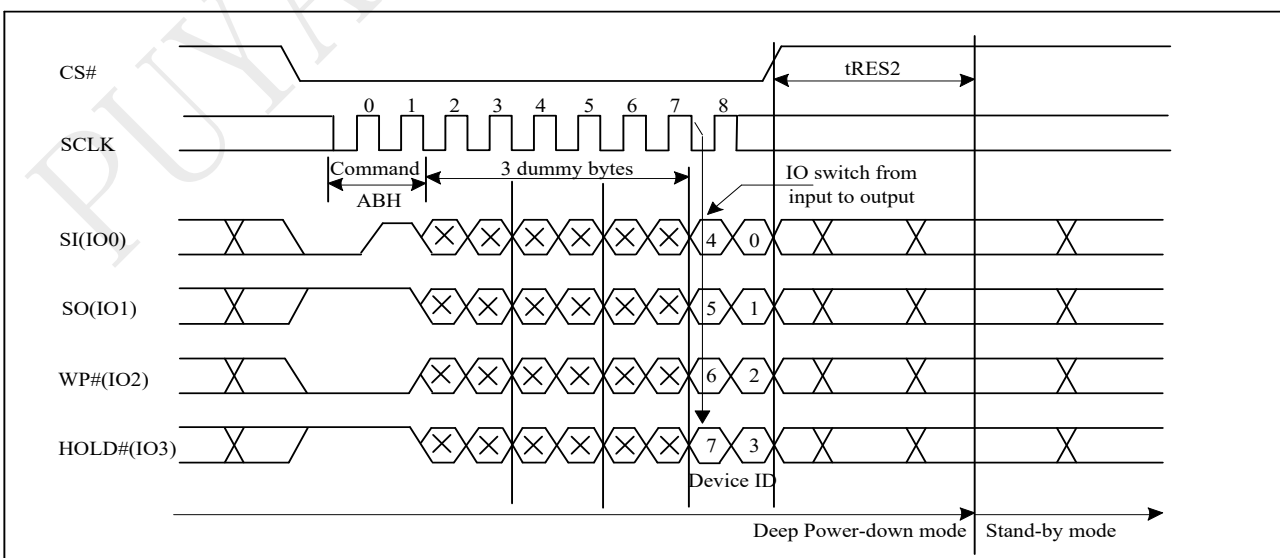 PUYA
CS#
tRES2
0 1 2 3 4 5 6 7 8
SCLK
Command
3 dummy bytes
IO switch from
ABH
input to output
SI(IO0)
4 0
SO(IO1)
5 1
WP#(IO2)
6 2
HOLD#(IO3)
7 3
Device ID
Deep Power-down mode
Stand-by mode